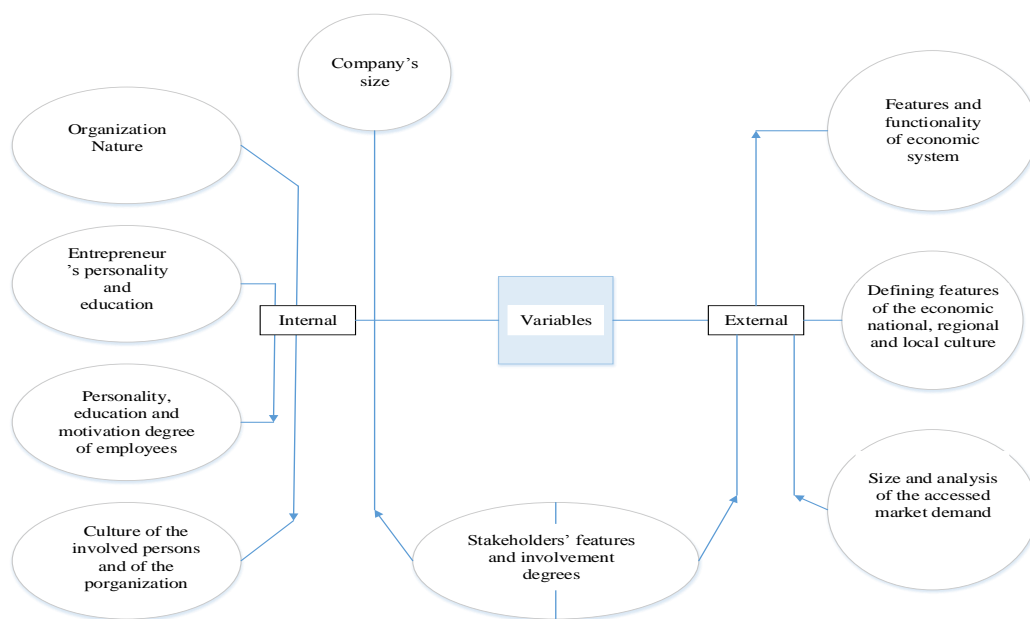 Company's
size
Organization
Nature
Features and
functionality
of economic
system
Entrepreneur
's personality
and
education
Internal
Variables
External
Defining features
of the economic
national, regional
and local culture
Personality,
education and
motivation degree
of employees
Size and analysis
of the accessed
market demand
Culture of the
involved persons
and of the
porganization
Stakeholders' features
and involvement
degrees